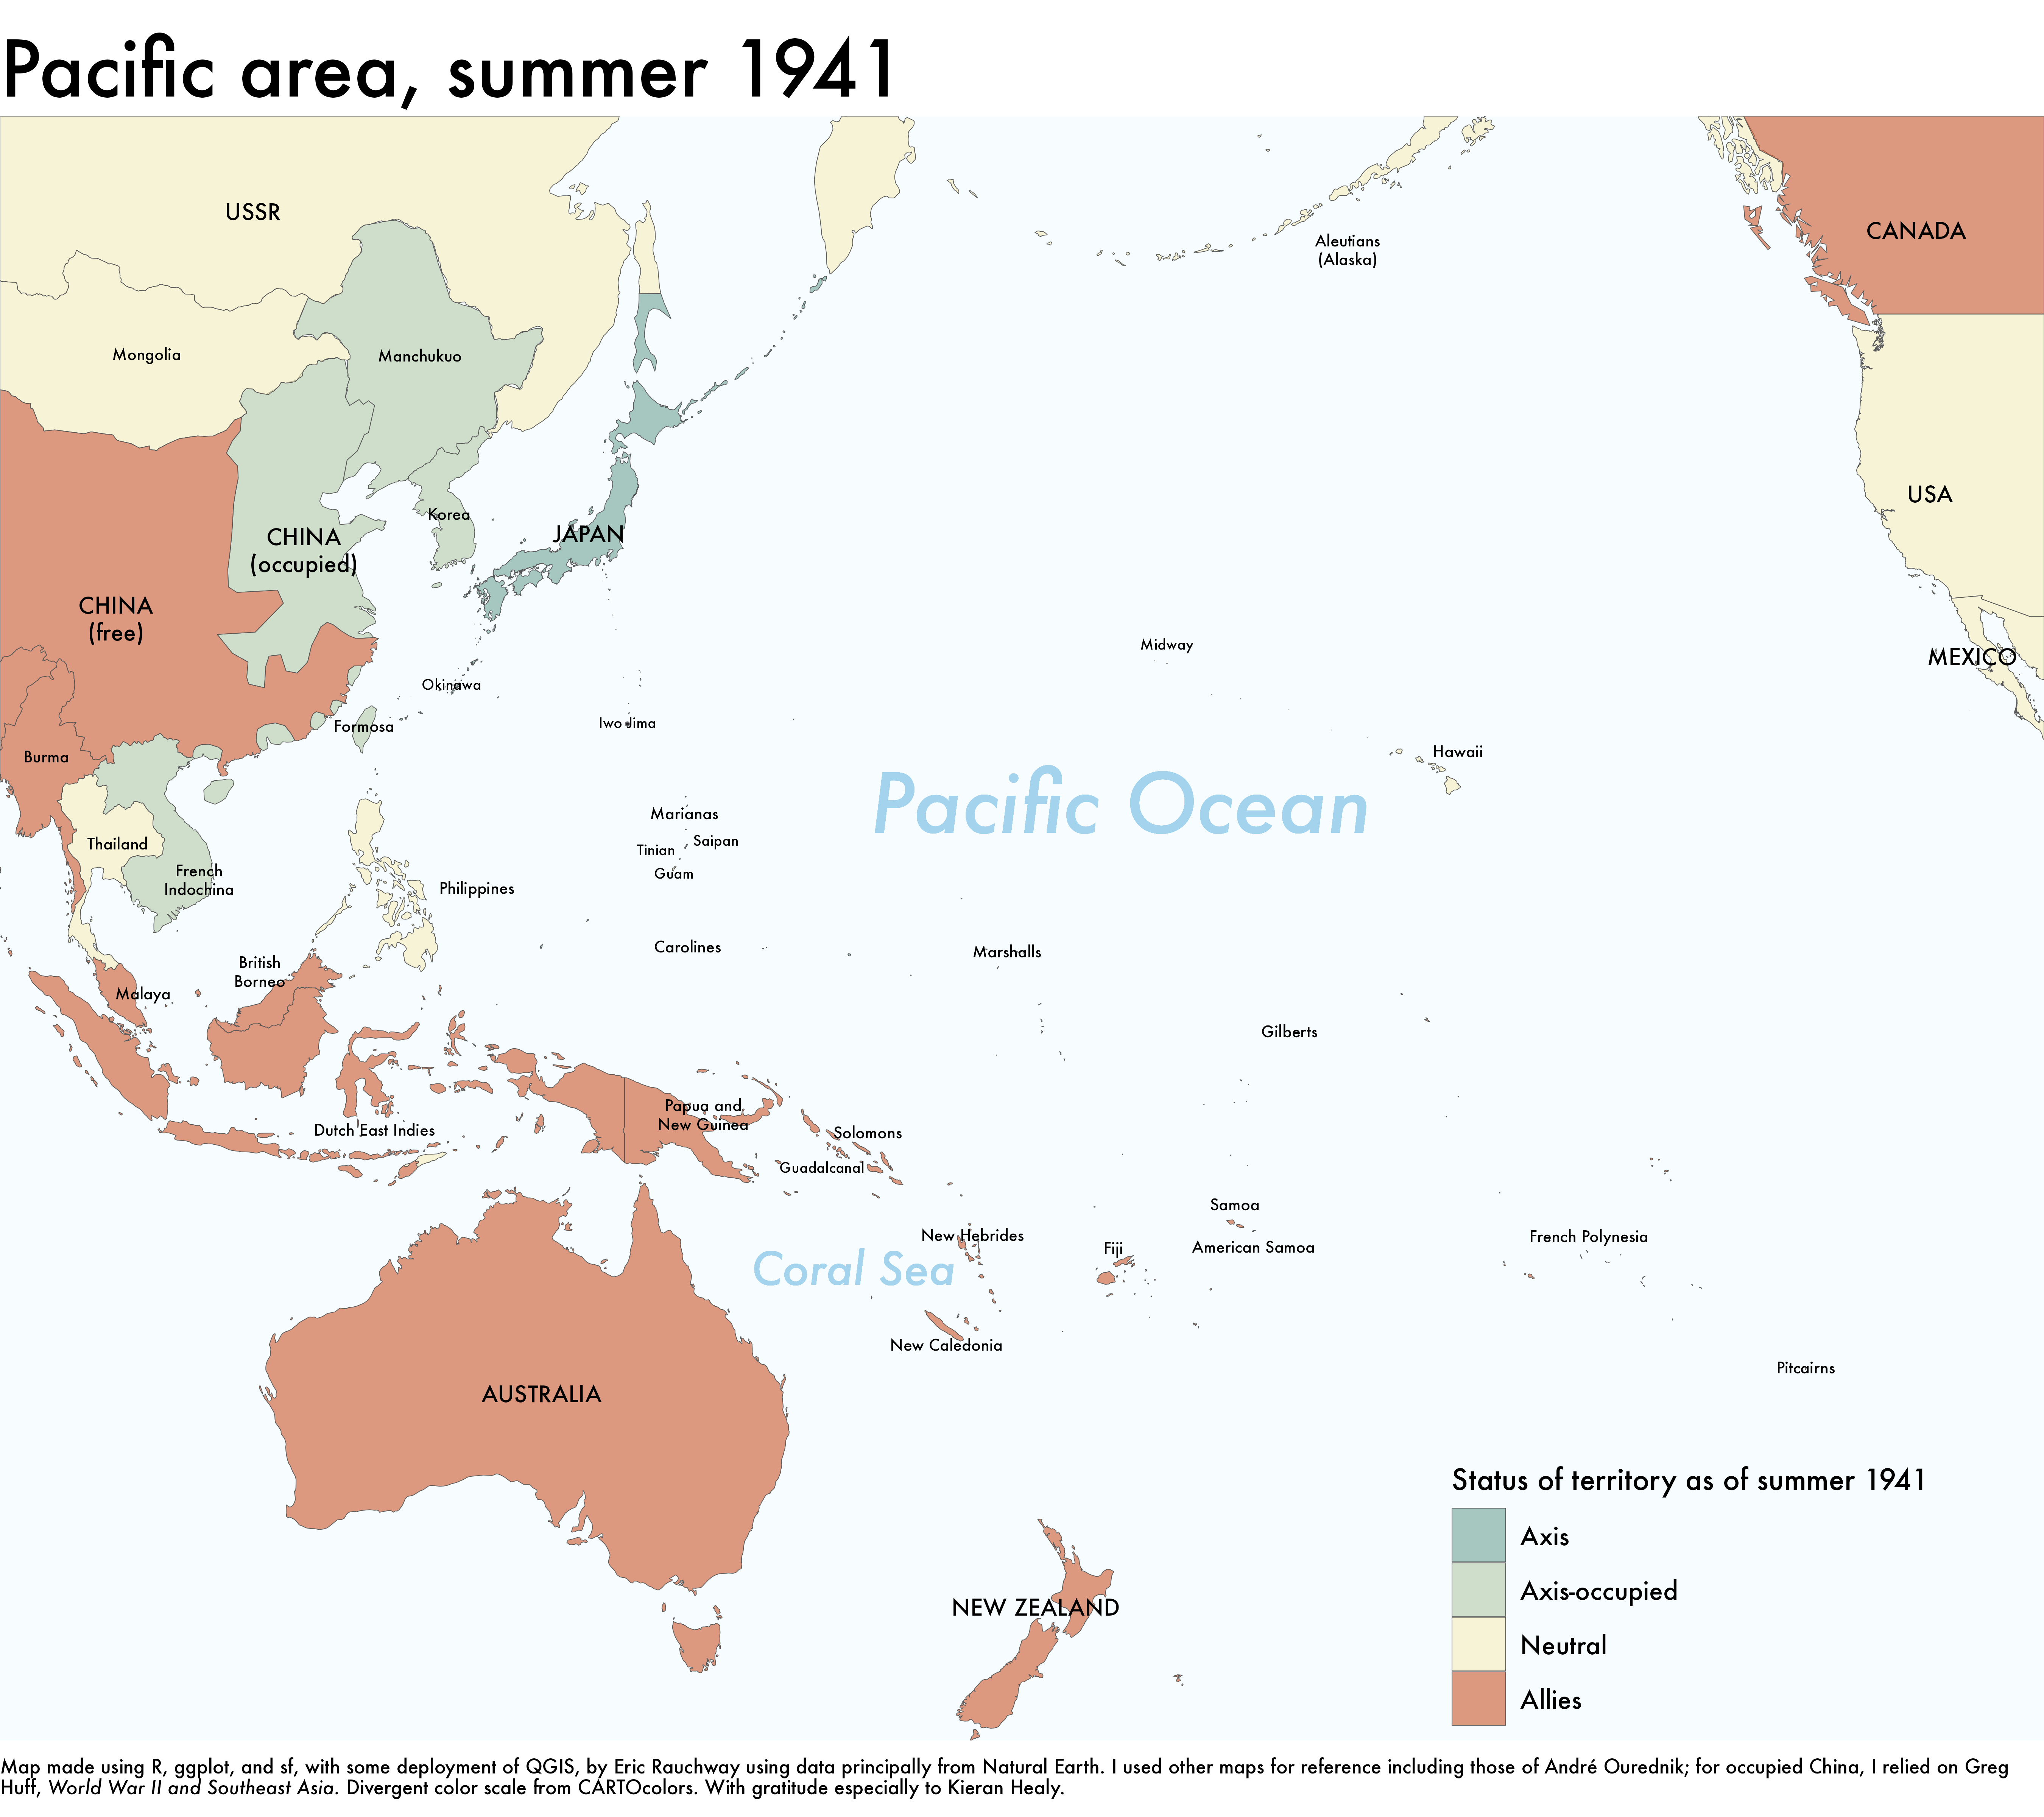 Pacific area, summer 1941
USSR
CANADA
Aleutians
(Alaska)
Mongolia
Manchukuo
USA
Korea
JAPAN
CHINA
(occupied)
CHINA
(free)
Midway
MEXICO
Okinawa
Iwo Jima
Formosa
Hawaii
Burma
Pacific Ocean
Marianas
Saipan
Thailand
Tinian
Guam
French
Indochina
Philippines
Carolines
Marshalls
British
Borneo
Malaya
Gilberts
Papua and
New Guinea
Dutch East Indies
Solomons
Guadalcanal
Samoa
New Hebrides
French Polynesia
Fiji
American Samoa
Coral Sea
New Caledonia
Pitcairns
AUSTRALIA
Status of territory as of summer 1941
Axis
Axis-occupied
Neutral
Allies
NEW ZEALAND
Map made using R, ggplot, and sf, with some deployment of QGIS, by Eric Rauchway using data principally from Natural Earth. I used other maps for reference including those of André Ourednik; for occupied China, I relied on Greg
Huff, World War II and Southeast Asia. Divergent color scale from CARTOcolors. With gratitude especially to Kieran Healy.